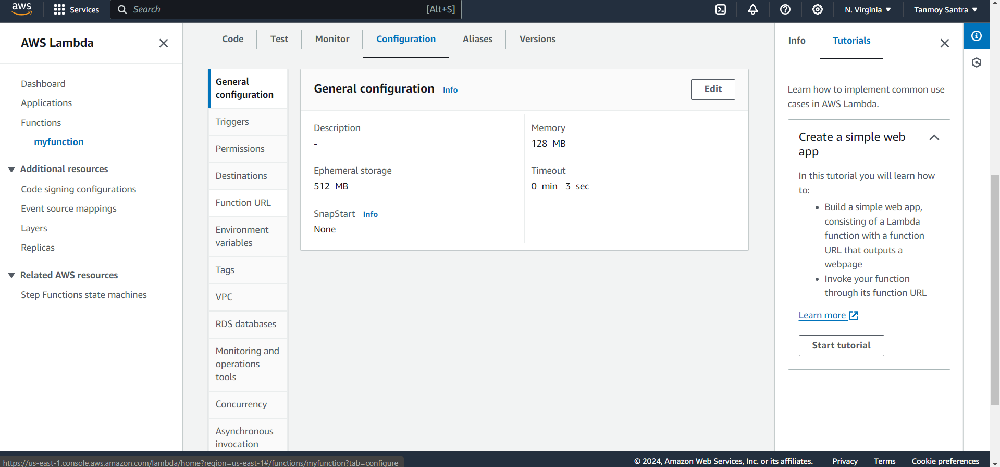 aws
Services
Search
[Alt+S]
N. Virginia
Tanmoy Santra
AWS Lambda
Dashboard
Applications
Functions
myfunction
Additional resources
Code signing configurations
Event source mappings
Layers
Replicas
Related AWS resources
Step Functions state machines
Code
Test
Monitor
Configuration
Aliases
Versions
General
configuration
Triggers
Permissions
Destinations
Function URL
Environment
variables
Tags
VPC
RDS databases
Monitoring and
operations
tools
Concurrency
Asynchronous
invocation
General configuration Info
Edit
Description
-
Memory
128 MB
Ephemeral storage
512 MB
Timeout
0 min 3 sec
SnapStart Info
None
Info
Tutorials
Learn how to implement common use
cases in AWS Lambda.
Create a simple web
app
In this tutorial you will learn how
to:
• Build a simple web app,
consisting of a Lambda
function with a function
URL that outputs a
webpage
• Invoke your function
through its function URL
Learn more
Start tutorial
https://us-east-1.console.aws.amazon.com/lambda/home?region=us-east-1#/functions/myfunction?tab=configure
© 2024, Amazon Web Services, Inc. or its affiliates.
Privacy
Terms
Cookie preferences